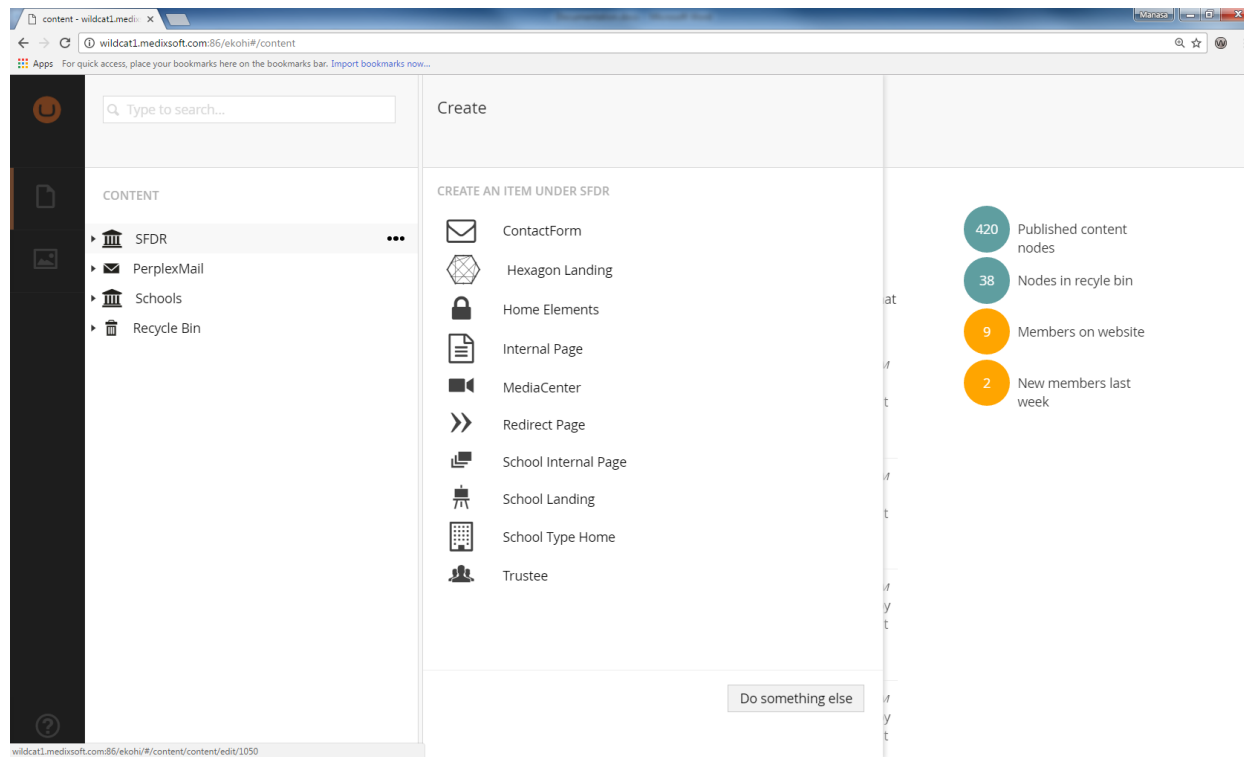 content - wildcat1.medix
Manasa
wildcat1.medixsoft.com:86/ekohi#/content
Apps For quick access, place your bookmarks here on the bookmarks bar. Import bookmarks now...
Type to search...
Create
CONTENT
SFDR
PerplexMail
Schools
Recycle Bin
CREATE AN ITEM UNDER SFDR
ContactForm
Hexagon Landing
Home Elements
Internal Page
MediaCenter
Redirect Page
School Internal Page
School Landing
School Type Home
Trustee
Do something else
at
M
t
M
t
M
y
t
M
y
t
420 Published content
nodes
38 Nodes in recyle bin
9 Members on website
2 New members last
week
wildcat1.medixsoft.com:86/ekohi/#/content/content/edit/1050